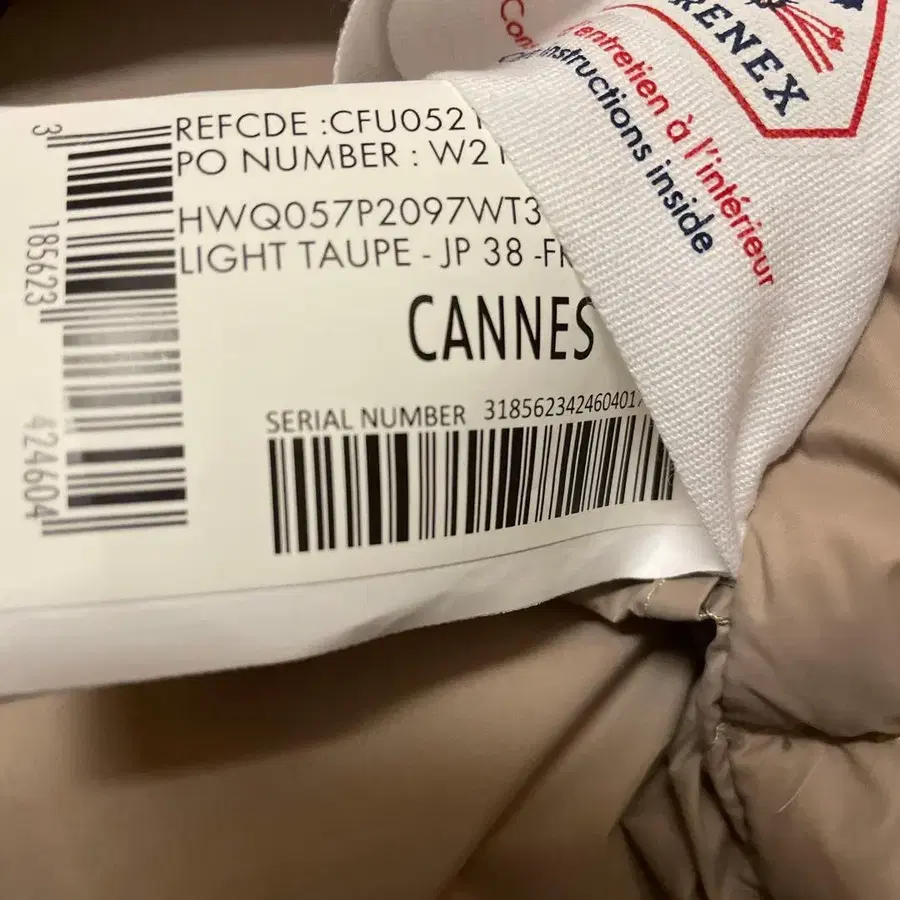 REFCDE :CFU052
PO NUMBER : W21
HWQ057P2097WT3
LIGHT TAUPE - JP 38 -FR
CANNES
SERIAL NUMBER 31856234246040
3 185623 424604
RENEX
d'entretien à l'intérieur
instructions inside